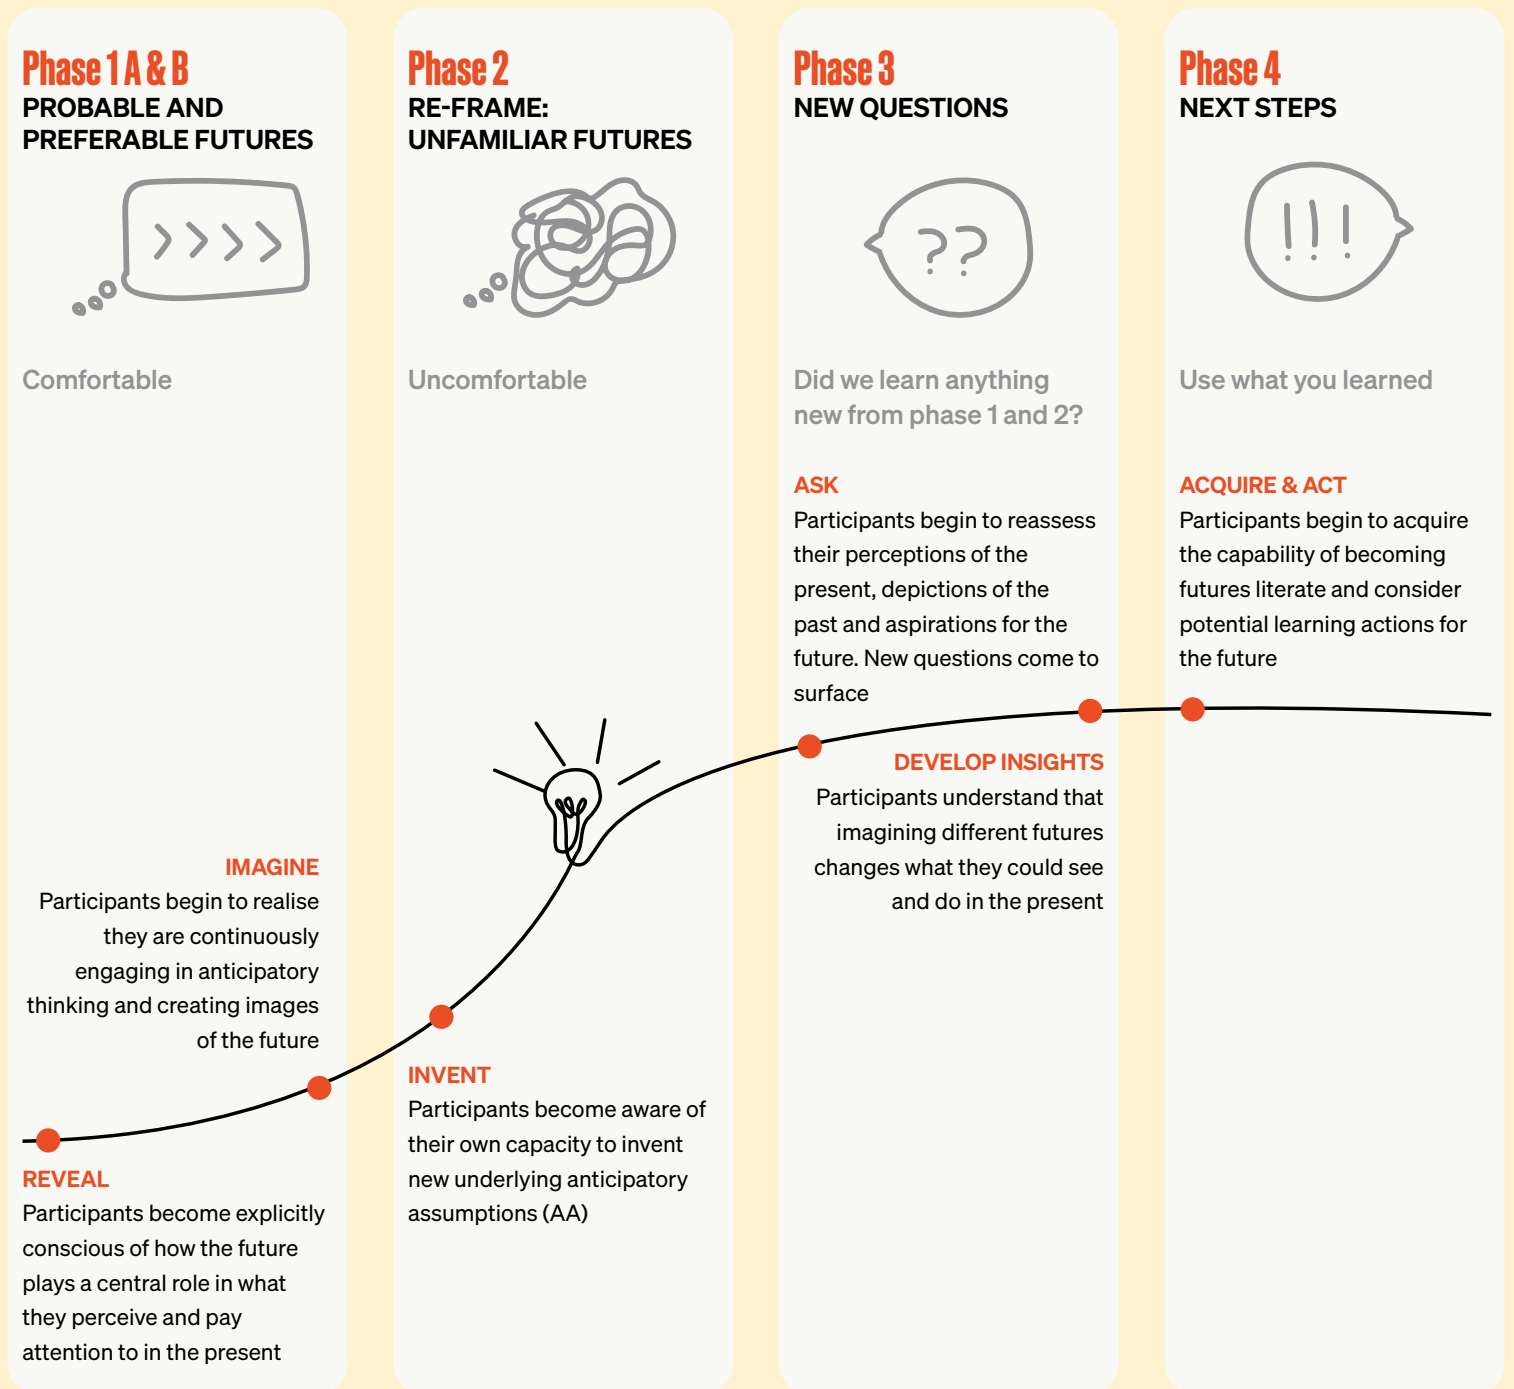 Phase 1 A & B
PROBABLE AND
PREFERABLE FUTURES
Comfortable
IMAGINE
Participants begin to realise
they are continuously
engaging in anticipatory
thinking and creating images
of the future
REVEAL
Participants become explicitly
conscious of how the future
plays a central role in what
they perceive and pay
attention to in the present
Phase 2
RE-FRAME:
UNFAMILIAR FUTURES
Uncomfortable
INVENT
Participants become aware of
their own capacity to invent
new underlying anticipatory
assumptions (AA)
Phase 3
NEW QUESTIONS
??
Did we learn anything
new from phase 1 and 2?
ASK
Participants begin to reassess
their perceptions of the
present, depictions of the
past and aspirations for the
future. New questions come to
surface
DEVELOP INSIGHTS
Participants understand that
imagining different futures
changes what they could see
and do in the present
Phase 4
NEXT STEPS
!!!
Use what you learned
ACQUIRE & ACT
Participants begin to acquire
the capability of becoming
futures literate and consider
potential learning actions for
the future